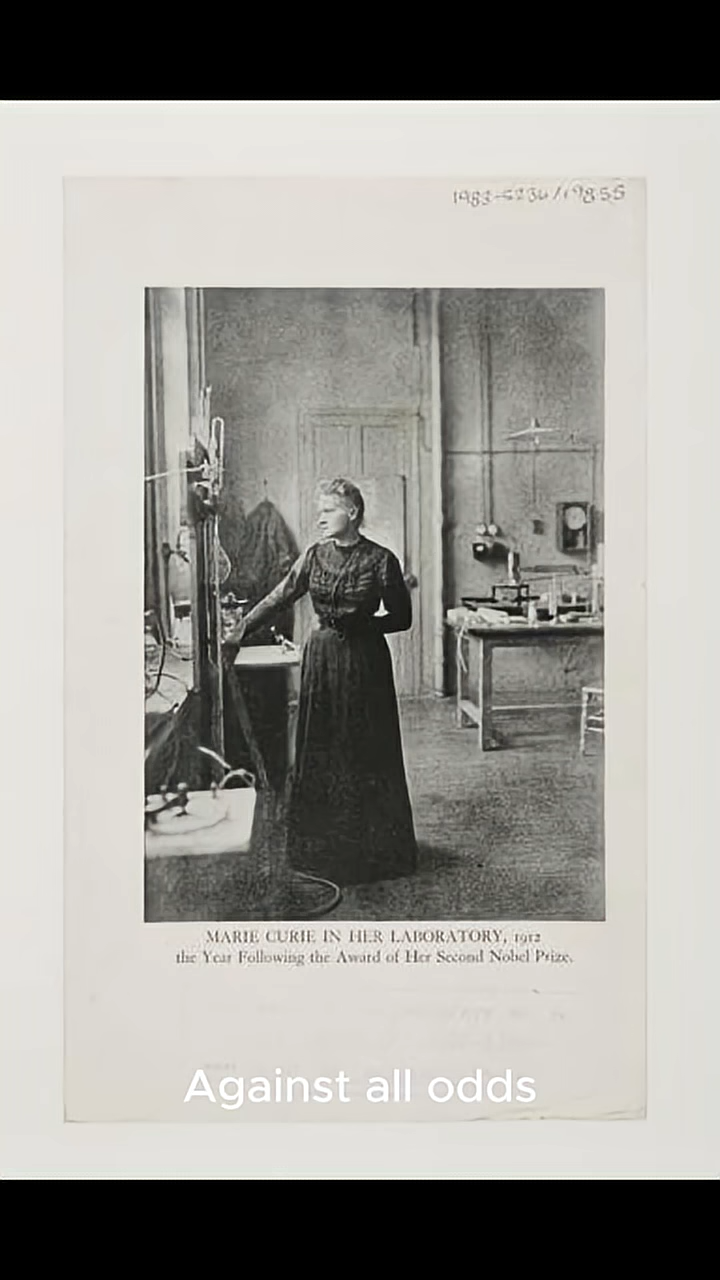 1983-5236/19855
MARIE CURIE IN HER LABORATORY, 1912
the Year Following the Award of Her Second Nobel Prize.
Against all odds